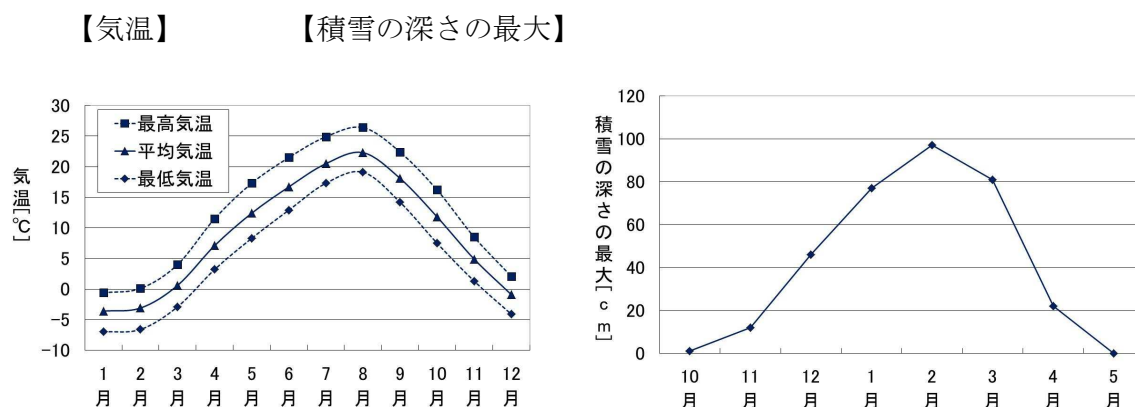 【気温】 【積雪の深さの最大】
30
25
20
15
10
5
0
-5
-10
気温[℃]
最高気温
平均気温
最低気温
1月 2月 3月 4月 5月 6月 7月 8月 9月 10月 11月 12月
120
100
80
60
40
20
0
積雪の深さの最大[cm]
10月 11月 12月 1月 2月 3月 4月 5月